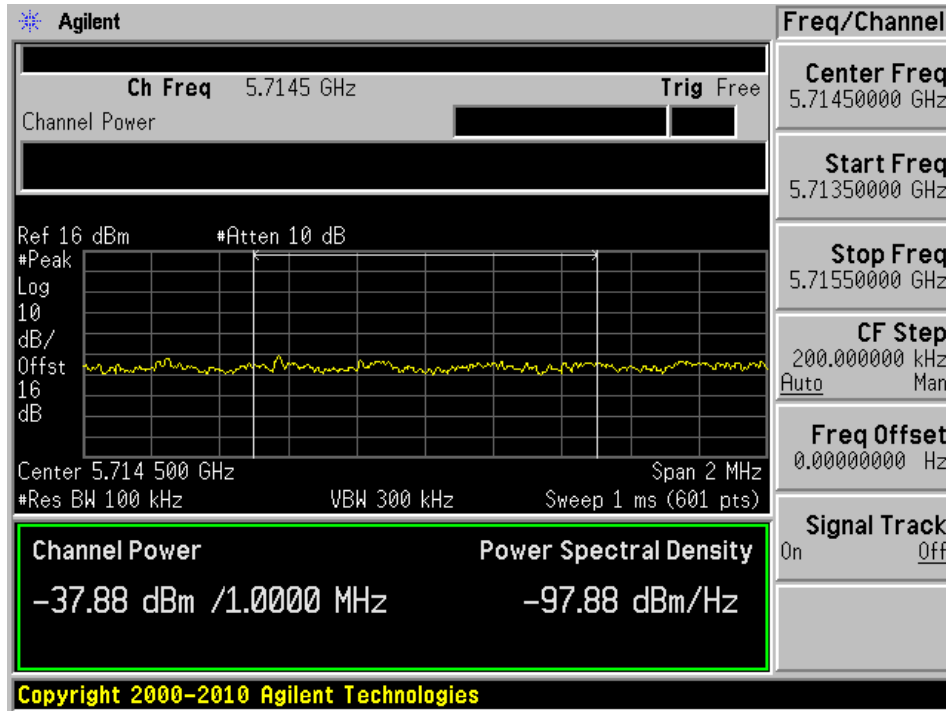 Agilent
Freq/Channel
Ch Freq 5.7145 GHz Trig Free
Channel Power
Center Freq
5.71450000 GHz
Start Freq
5.71350000 GHz
Stop Freq
5.71550000 GHz
CF Step
200.000000 kHz
Auto Man
Freq Offset
0.00000000 Hz
Signal Track
On Off
Ref 16 dBm #Atten 10 dB
#Peak
Log
10
dB/
Offst
16
dB
Center 5.714 500 GHz Span 2 MHz
#Res BW 100 kHz VBW 300 kHz Sweep 1 ms (601 pts)
Channel Power Power Spectral Density
-37.88 dBm /1.0000 MHz -97.88 dBm/Hz
Copyright 2000-2010 Agilent Technologies